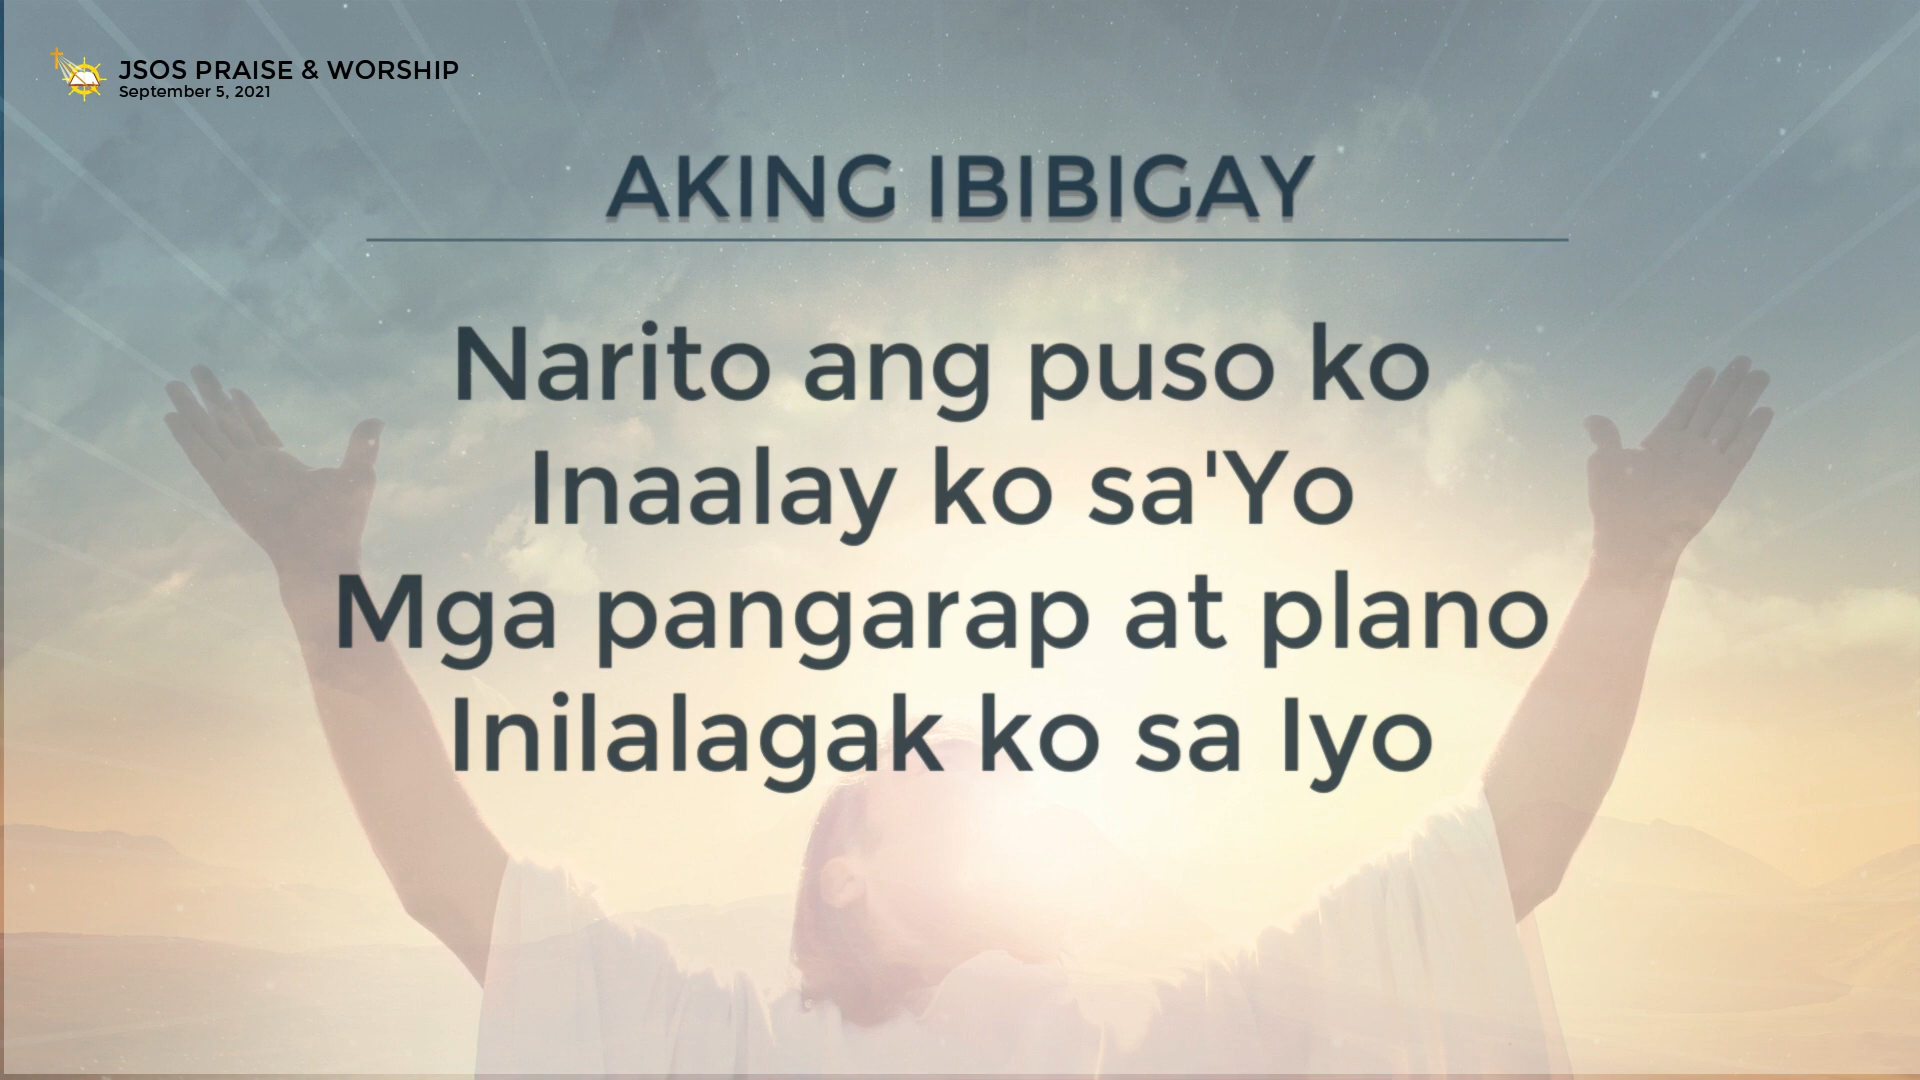 JSOS PRAISE & WORSHIP
September 5, 2021
AKING IBIBIGAY
Narito ang puso ko
Inaalay ko sa'Yo
Mga pangarap at plano
Inilalagak ko sa Iyo